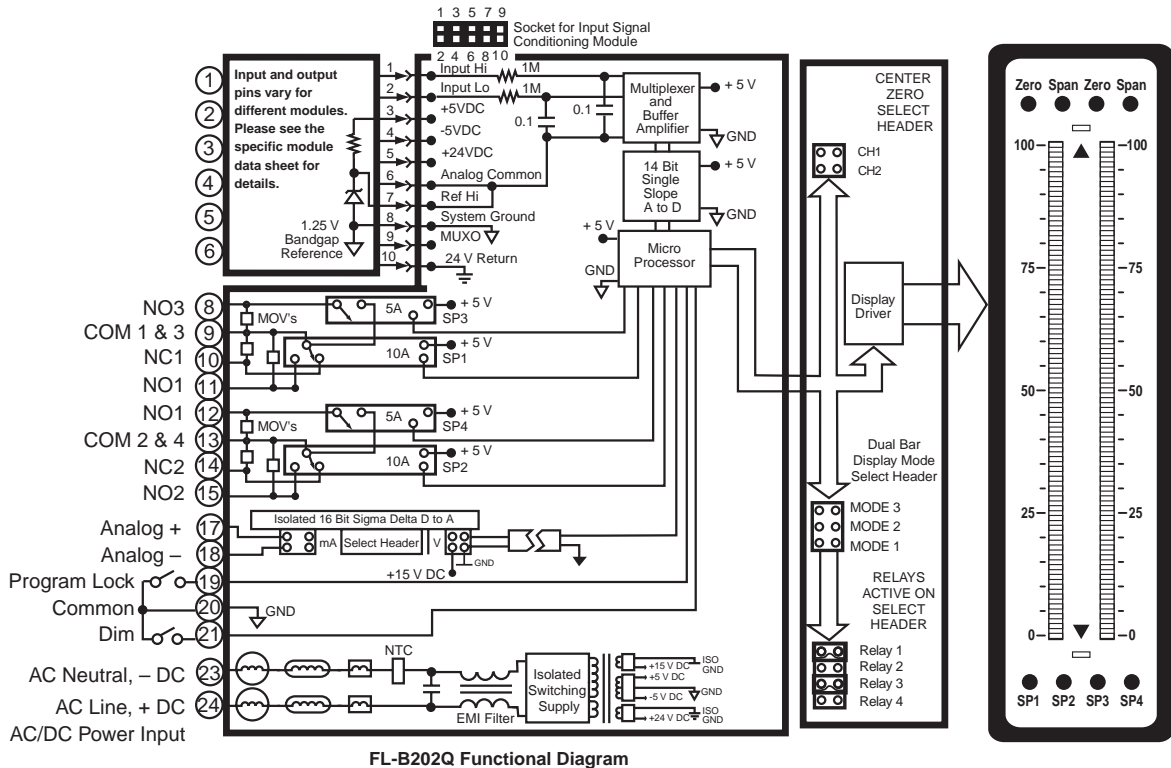 1 3 5 7 9
Socket for Input Signal
Conditioning Module
2 4 6 8 10
1
2
3
4
5
6
Input and output
pins vary for
different modules.
Please see the
specific module
data sheet for
details.
1.25 V
Bandgap
Reference
1
2
3
4
5
6
7
8
9
10
Input Hi
Input Lo
+5VDC
-5VDC
+24VDC
Analog Common
Ref Hi
System Ground
MUXO
24 V Return
1M
1M
0.1
0.1
Multiplexer
and
Buffer
Amplifier
+ 5 V
GND
14 Bit
Single
Slope
A to D
+ 5 V
GND
+ 5 V
Micro
Processor
GND
NO3 8
COM 1 & 3 9
NC1 10
NO1 11
MOV's
5A
+ 5 V
SP3
10A
+ 5 V
SP1
NO1 12
COM 2 & 4 13
NC2 14
NO2 15
MOV's
5A
+ 5 V
SP4
10A
+ 5 V
SP2
Analog + 17
Analog – 18
Isolated 16 Bit Sigma Delta D to A
mA
Select Header
V
GND
+15 V DC
Program Lock 19
Common 20
Dim 21
GND
AC Neutral, – DC 23
AC Line, + DC 24
AC/DC Power Input
NTC
EMI Filter
Isolated
Switching
Supply
+15 V DC
ISO
GND
+5 V DC
GND
-5 V DC
+24 V DC
ISO
GND
CENTER
ZERO
SELECT
HEADER
CH1
CH2
Display
Driver
Dual Bar
Display Mode
Select Header
MODE 3
MODE 2
MODE 1
RELAYS
ACTIVE ON
SELECT
HEADER
Relay 1
Relay 2
Relay 3
Relay 4
Zero Span Zero Span
100 100
75 75
50 50
25 25
0 0
SP1 SP2 SP3 SP4
FL-B202Q Functional Diagram